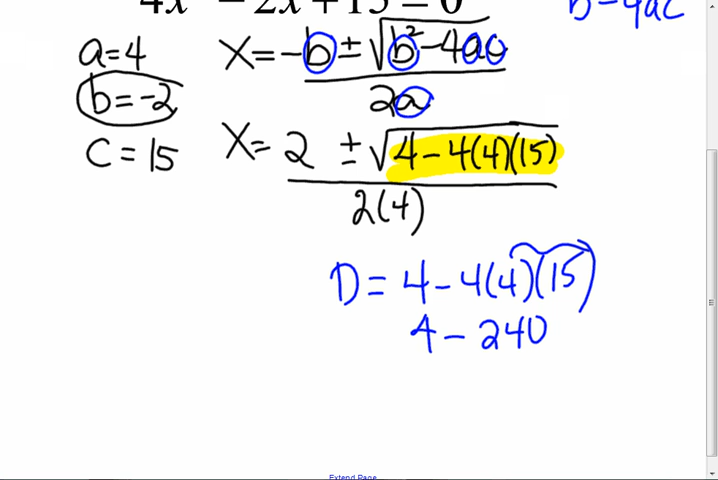 4x² - 2x + 15 = 0
b² - 4ac
a = 4
X = -b ± √b² - 4ac
b = -2
2a
C = 15
X = 2 ± √4 - 4(4)(15)
2(4)
D = 4 - 4(4)(15)
4 - 240
Extend Page